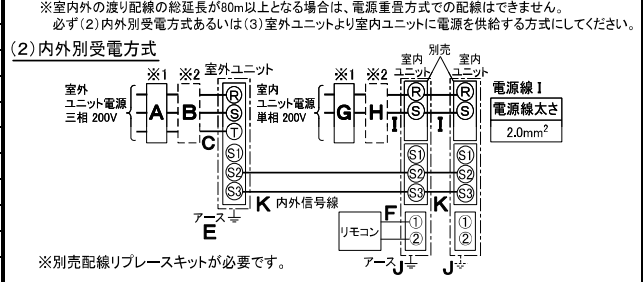 ※室内外の渡り配線の総延長が80m以上となる場合は、電源重畳方式での配線はできません。
必ず(2)内外別受電方式あるいは(3)室外ユニットより室内ユニットに電源を供給する方式にしてください。
(2)内外別受電方式
※1 ※2 室外ユニット
室外
ユニット電源
三相 200V
A B C
R
S
T
S1
S2
S3
アース
E
※1 ※2 室内ユニット 別売 室内ユニット
室内
ユニット電源
単相 200V
G H I I
R R
S S
S1 S1
S2 S2
S3 S3
K 内外信号線 K
F
リモコン
① ①
② ②
アース J J
電源線 I
電源線太さ
2.0mm²
※別売配線リプレースキットが必要です。